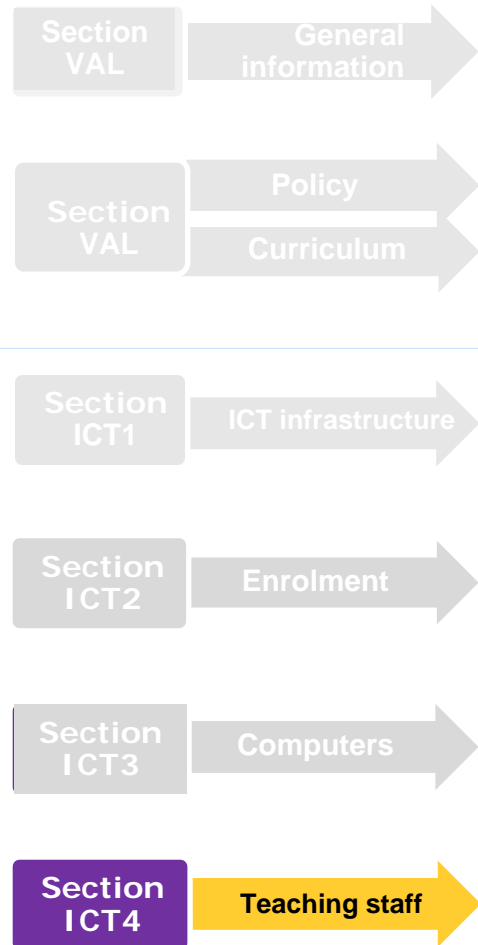 Section
VAL
General
information
Section
VAL
Policy
Curriculum
Section
ICT1
ICT infrastructure
Section
ICT2
Enrolment
Section
ICT3
Computers
Section
ICT4
Teaching staff